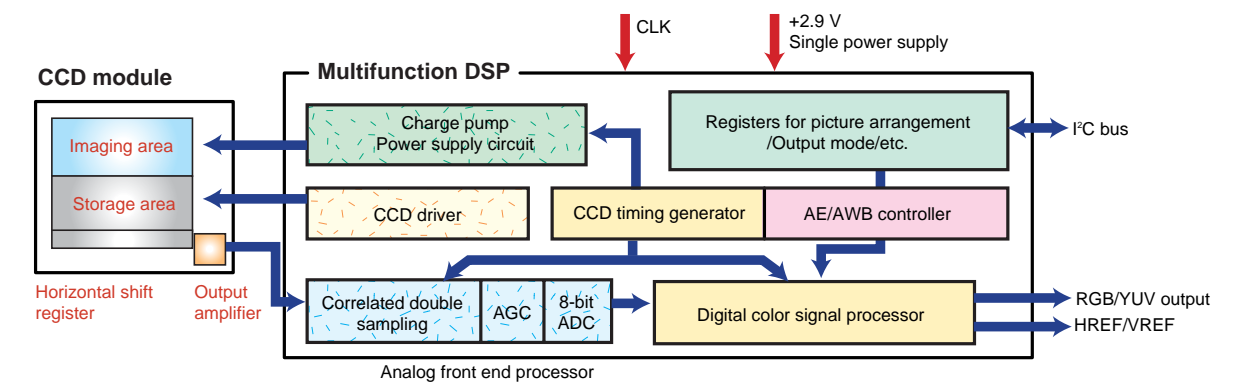 CLK
+2.9 V
Single power supply
CCD module
Multifunction DSP
Charge pump
Power supply circuit
Registers for picture arrangement
/Output mode/etc.
I²C bus
Imaging area
Storage area
CCD driver
CCD timing generator
AE/AWB controller
Horizontal shift
register
Output
amplifier
Correlated double
sampling
AGC
8-bit
ADC
Digital color signal processor
RGB/YUV output
HREF/VREF
Analog front end processor